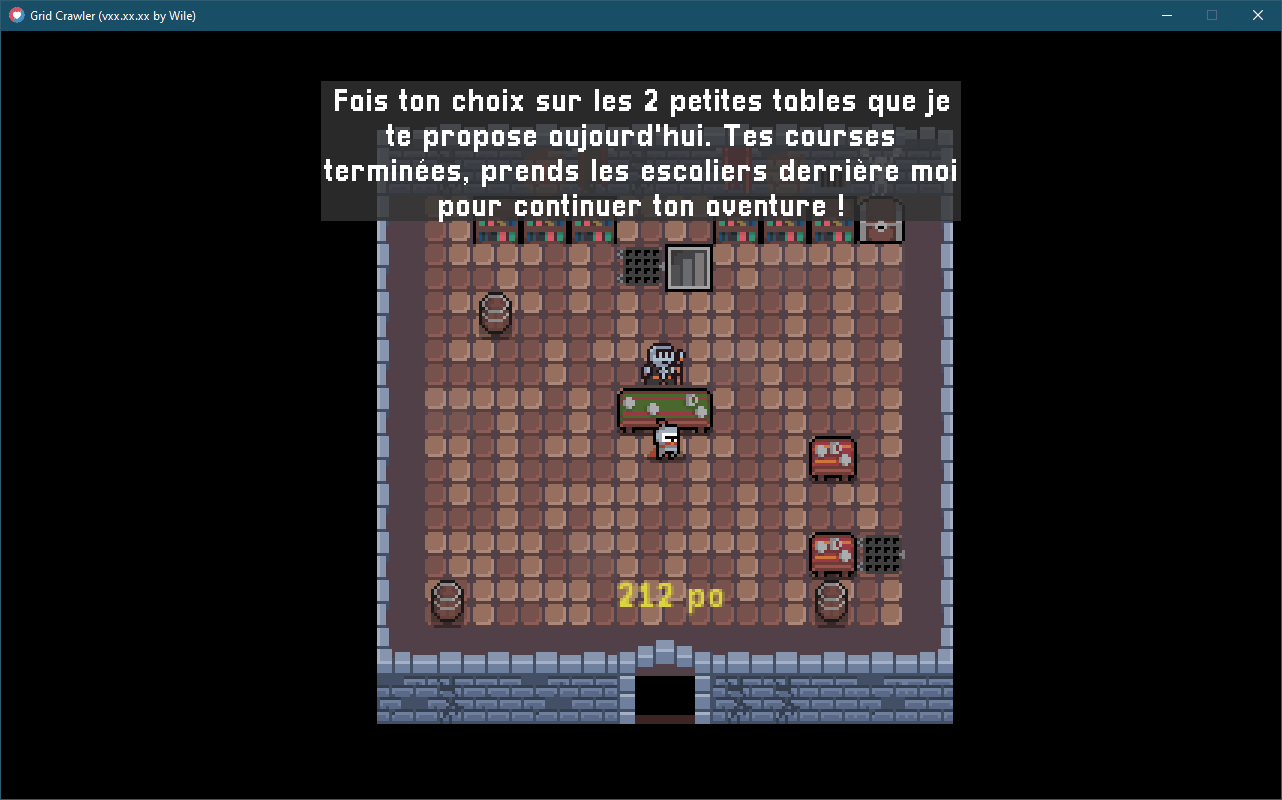 Grid Crawler (vxx.xx.xx by Wile)
Fais ton choix sur les 2 petites tables que je
te propose aujourd'hui. Tes courses
terminées, prends les escaliers derrière moi
pour continuer ton aventure !
212 po